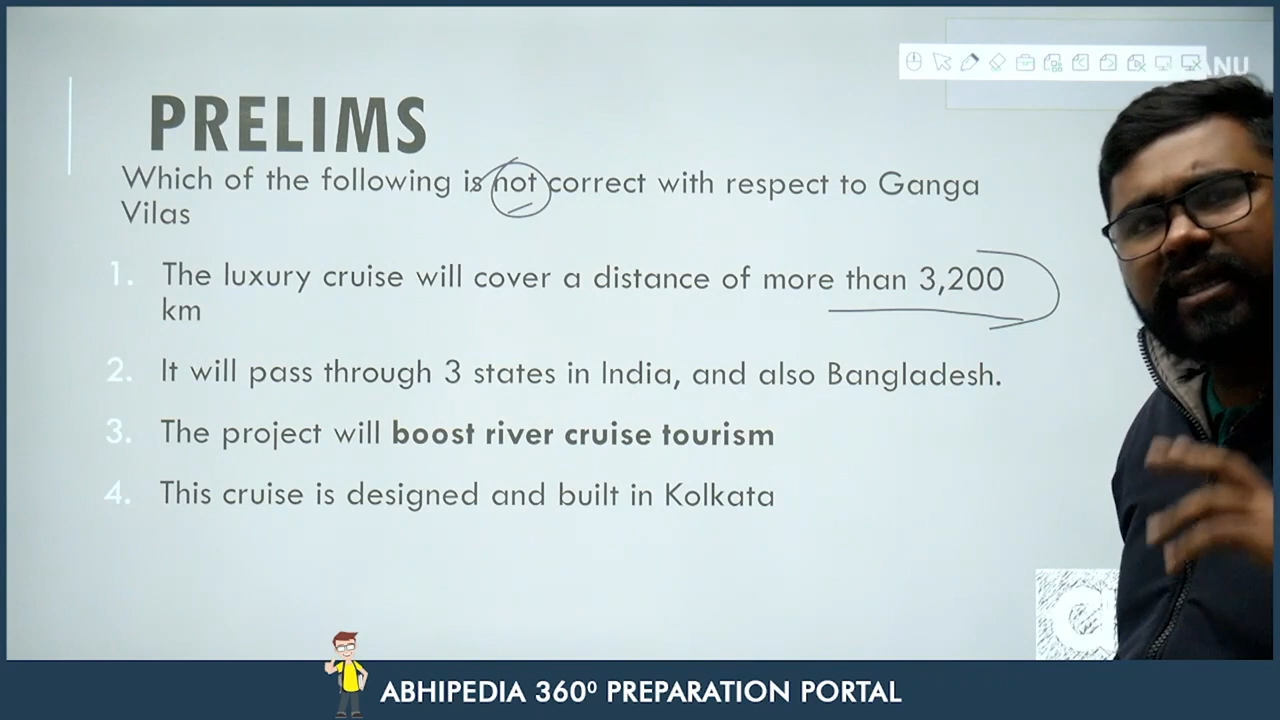 ANU
PRELIMS
Which of the following is not correct with respect to Ganga
Vilas
1. The luxury cruise will cover a distance of more than 3,200
km
2. It will pass through 3 states in India, and also Bangladesh.
3. The project will boost river cruise tourism
4. This cruise is designed and built in Kolkata
ABHIPEDIA 360⁰ PREPARATION PORTAL